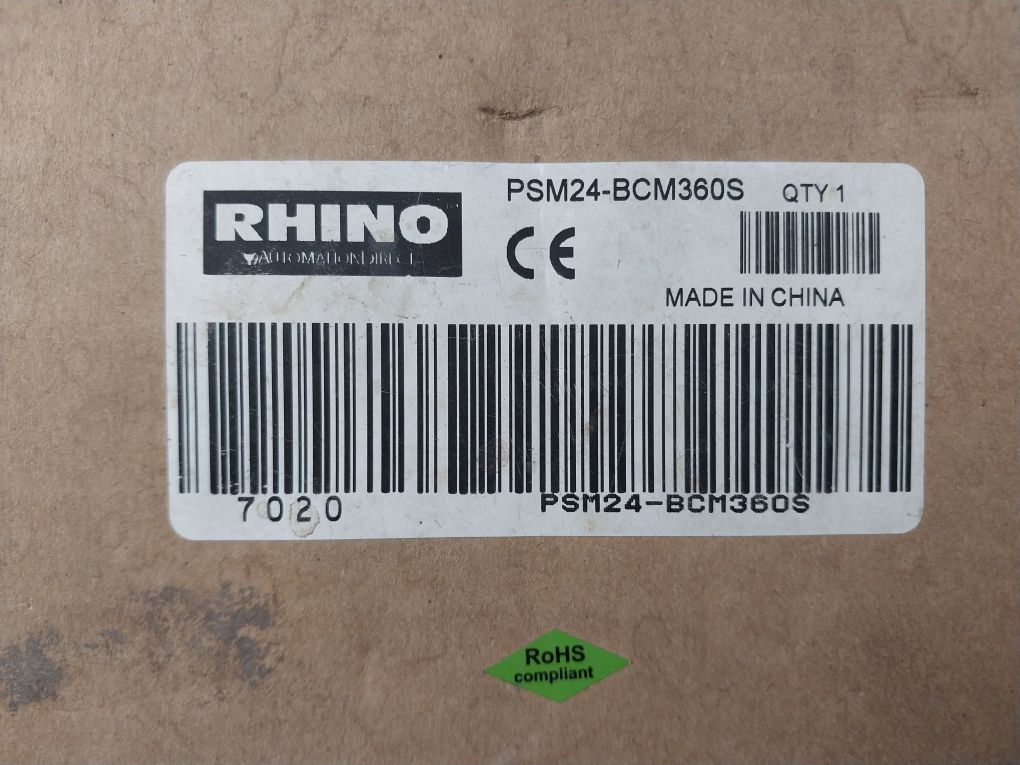 RHINO
AUTOMATIONDIRECT
PSM24-BCM360S
QTY 1
CE
MADE IN CHINA
7020
PSM24-BCM360S
RoHS
compliant